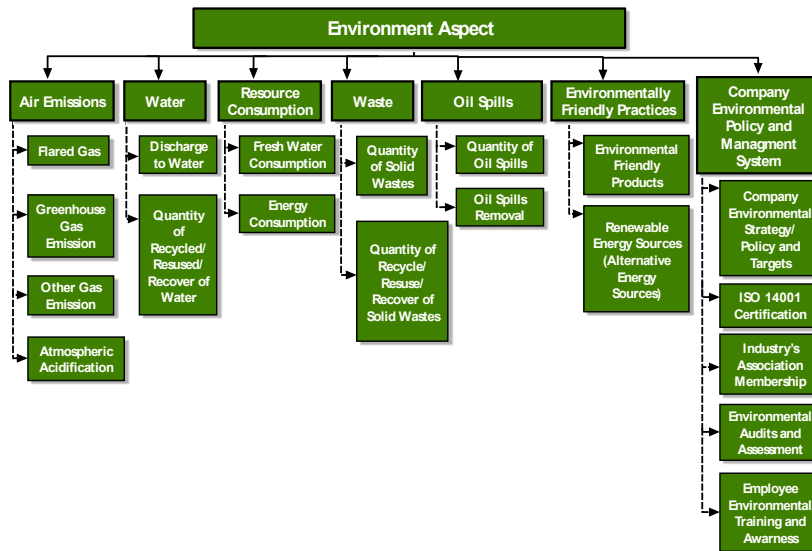 Environment Aspect
Air Emissions
Flared Gas
Greenhouse
Gas
Emission
Other Gas
Emission
Atmospheric
Acidification
Water
Discharge
to Water
Quantity
of
Recycled/
Resused/
Recover of
Water
Resource
Consumption
Fresh Water
Consumption
Energy
Consumption
Waste
Quantity
of Solid
Wastes
Quantity of
Recycle/
Resuse/
Recover of
Solid Wastes
Oil Spills
Quantity of
Oil Spills
Oil Spills
Removal
Environmentally
Friendly Practices
Environmental
Friendly
Products
Renewable
Energy Sources
(Alternative
Energy
Sources)
Company
Environmental
Policy and
Managment
System
Company
Environmental
Strategy/
Policy and
Targets
ISO 14001
Certification
Industry's
Association
Membership
Environmental
Audits and
Assessment
Employee
Environmental
Training and
Awarness